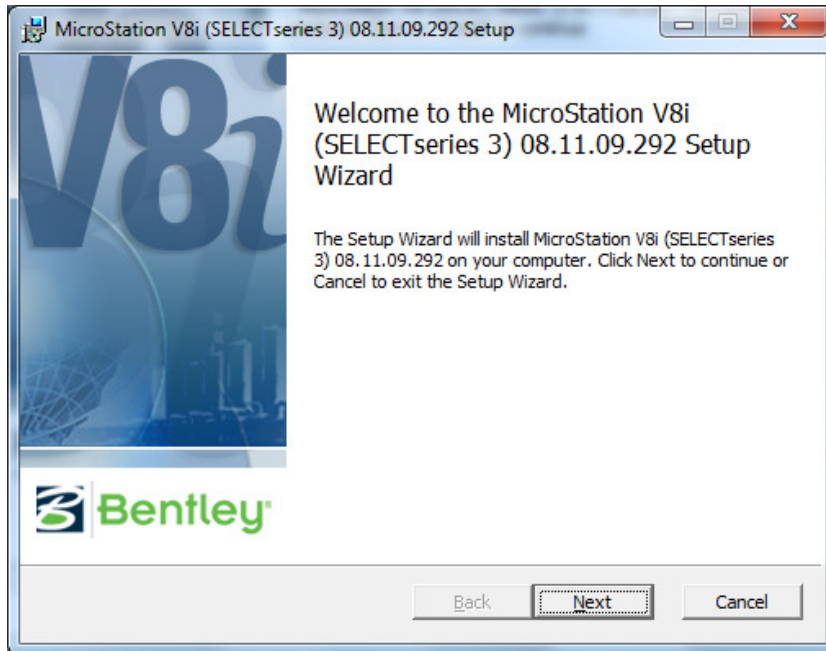 MicroStation V8i (SELECTseries 3) 08.11.09.292 Setup
V8i
Welcome to the MicroStation V8i
(SELECTseries 3) 08.11.09.292 Setup
Wizard
The Setup Wizard will install MicroStation V8i (SELECTseries
3) 08.11.09.292 on your computer. Click Next to continue or
Cancel to exit the Setup Wizard.
Bentley
Back Next Cancel